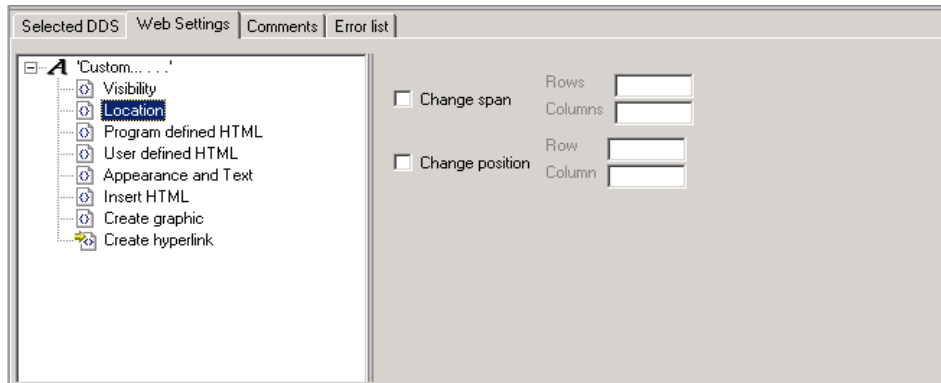 Selected DDS Web Settings Comments Error list
'Custom... . . .'
Visibility
Location
Program defined HTML
User defined HTML
Appearance and Text
Insert HTML
Create graphic
Create hyperlink
Change span
Rows
Columns
Change position
Row
Column